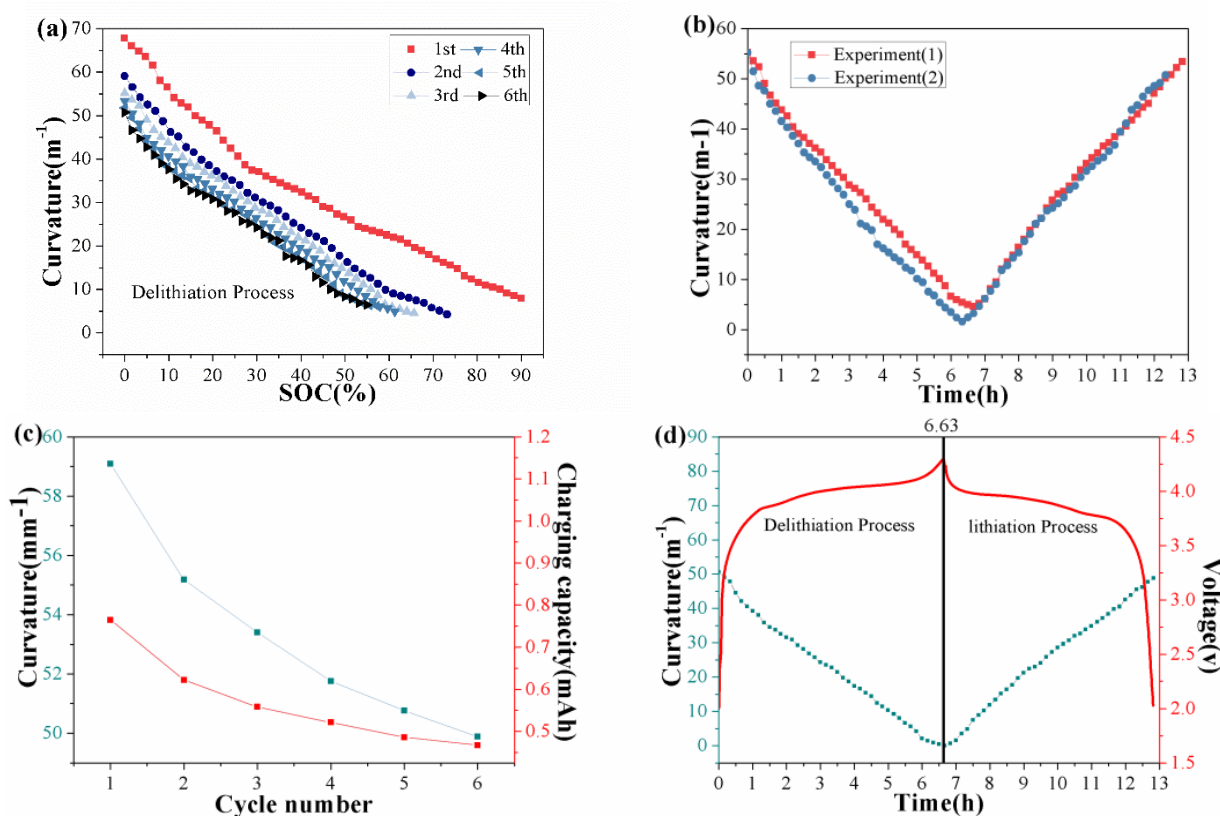 (a)
70
60
50
40
30
20
10
0
Curvature(m-1)
1st 4th
2nd 5th
3rd 6th
Delithiation Process
0 10 20 30 40 50 60 70 80 90
SOC(%)
(b)
60
50
40
30
20
10
0
Curvature(m-1)
Experiment(1)
Experiment(2)
0 1 2 3 4 5 6 7 8 9 10 11 12 13
Time(h)
(c)
60
58
56
54
52
50
Curvature(mm-1)
1.2
1.1
1.0
0.9
0.8
0.7
0.6
0.5
Charging capacity(mAh)
1 2 3 4 5 6
Cycle number
(d)
6.63
90
80
70
60
50
40
30
20
10
0
Curvature(m-1)
Delithiation Process
lithiation Process
4.5
4.0
3.5
3.0
2.5
2.0
1.5
Voltage(v)
0 1 2 3 4 5 6 7 8 9 10 11 12 13
Time(h)